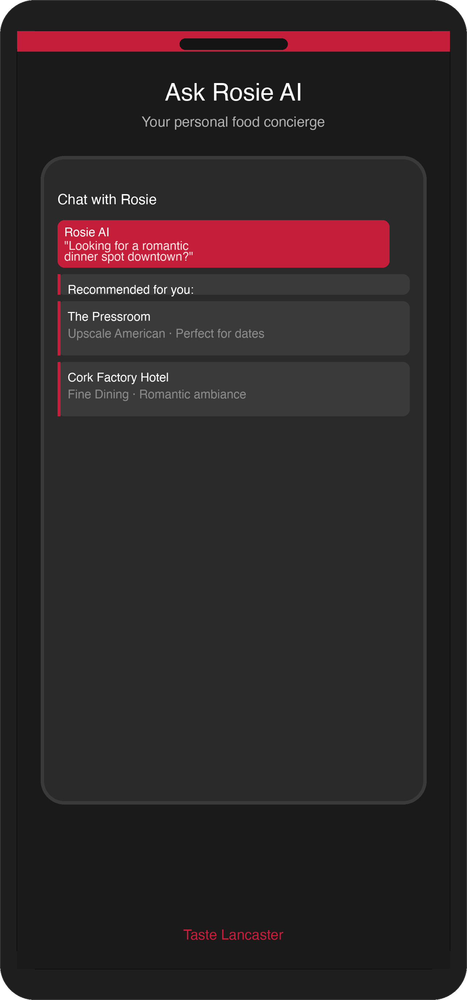 Ask Rosie AI
Your personal food concierge
Chat with Rosie
Rosie AI
"Looking for a romantic
dinner spot downtown?"
Recommended for you:
The Pressroom
Upscale American · Perfect for dates
Cork Factory Hotel
Fine Dining · Romantic ambiance
Taste Lancaster